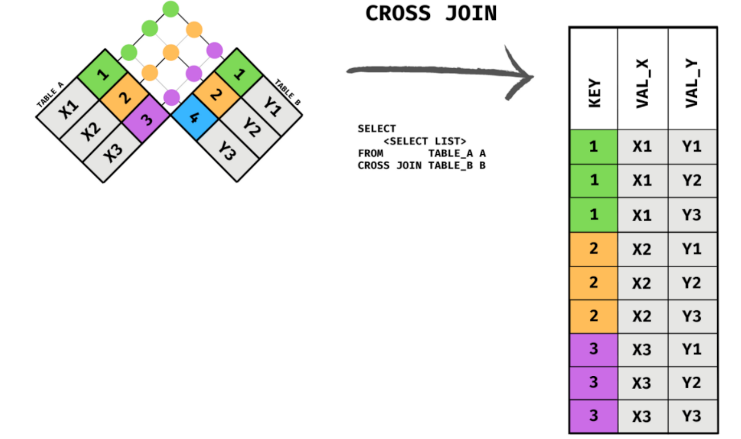 CROSS JOIN
TABLE_A
1
X1
2
X2
3
X3
TABLE_B
1
Y1
2
Y2
4
Y3
SELECT
<SELECT LIST>
FROM TABLE_A A
CROSS JOIN TABLE_B B
KEY VAL_X VAL_Y
1 X1 Y1
1 X1 Y2
1 X1 Y3
2 X2 Y1
2 X2 Y2
2 X2 Y3
3 X3 Y1
3 X3 Y2
3 X3 Y3